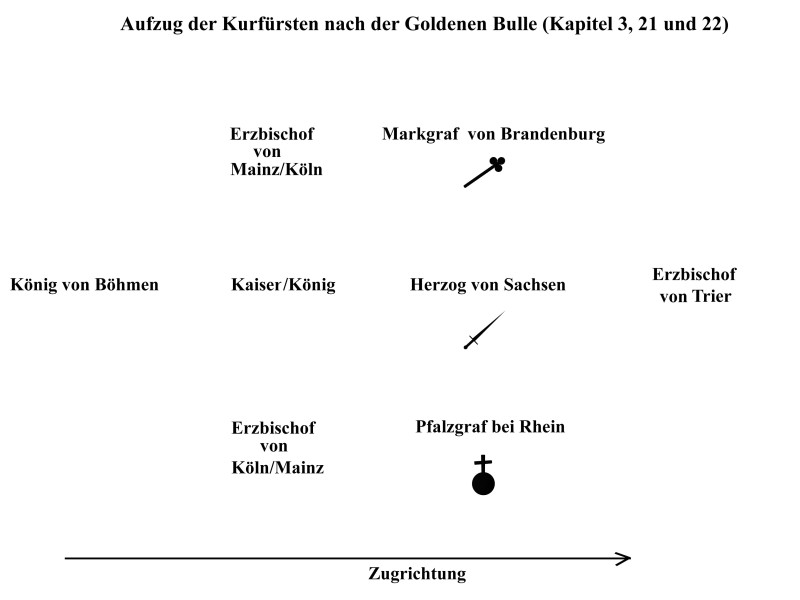 Aufzug der Kurfürsten nach der Goldenen Bulle (Kapitel 3, 21 und 22)
Erzbischof
von
Mainz/Köln
Markgraf von Brandenburg
König von Böhmen
Kaiser/König
Herzog von Sachsen
Erzbischof
von Trier
Erzbischof
von
Köln/Mainz
Pfalzgraf bei Rhein
Zugrichtung